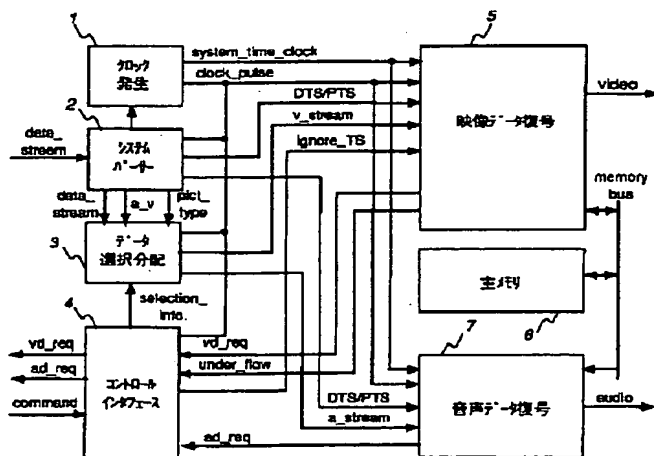 1
クロック
発生
system_time_clock
clock_pulse
DTS/PTS
v_stream
ignore_TS
5
映像データ復号
video
2
システム
パーサー
data_
stream
data_
stream
a_v
pict_
type
memory
bus
3
データ
選択分配
selection_
info.
主メモリ
6
4
コントロール
インタフェース
vd_req
ad_req
command
vd_req
under_flow
DTS/PTS
a_stream
ad_req
7
音声データ復号
audio